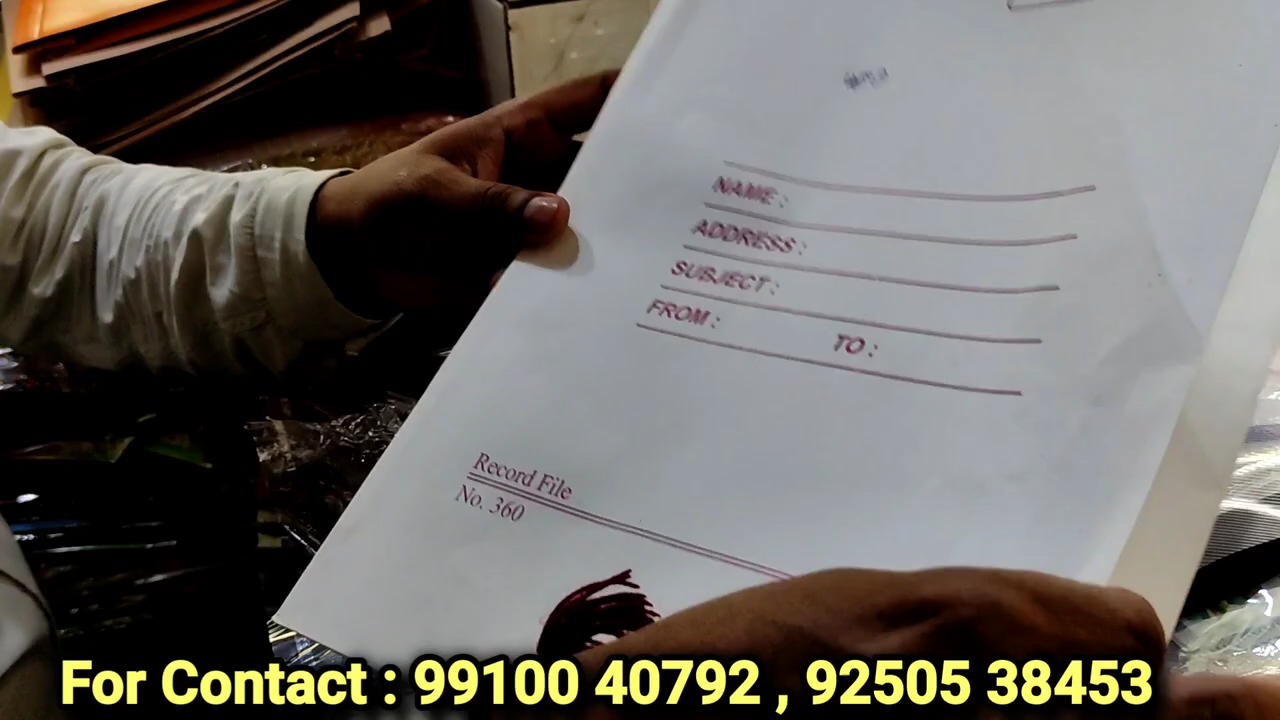 NAME :
ADDRESS :
SUBJECT :
FROM : TO :
Record File
No. 360
For Contact : 99100 40792 , 92505 38453